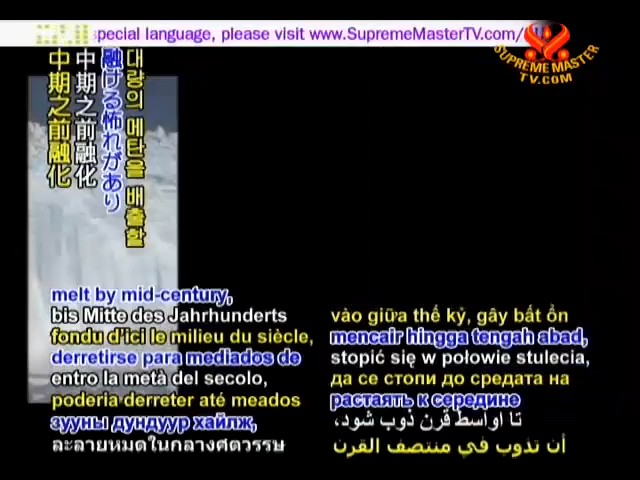 special language, please visit www.SupremeMasterTV.com/
SUPREME MASTER
TV.COM
대량의 메탄을 배출할
融ける怖れがあり
中期之前融化
中期之前融化
melt by mid-century,
bis Mitte des Jahrhunderts
fondu d'ici le milieu du siècle,
derretirse para mediados de
entro la metà del secolo,
poderia derreter até meados
зууны дундуур хайлж,
ละลายหมดในกลางศตวรรษ
vào giữa thế kỷ, gây bất ổn
mencair hingga tengah abad,
stopić się w połowie stulecia,
да се стопи до средата на
растаять к середине
تا اواسط قرن ذوب شود،
أن تذوب في منتصف القرن